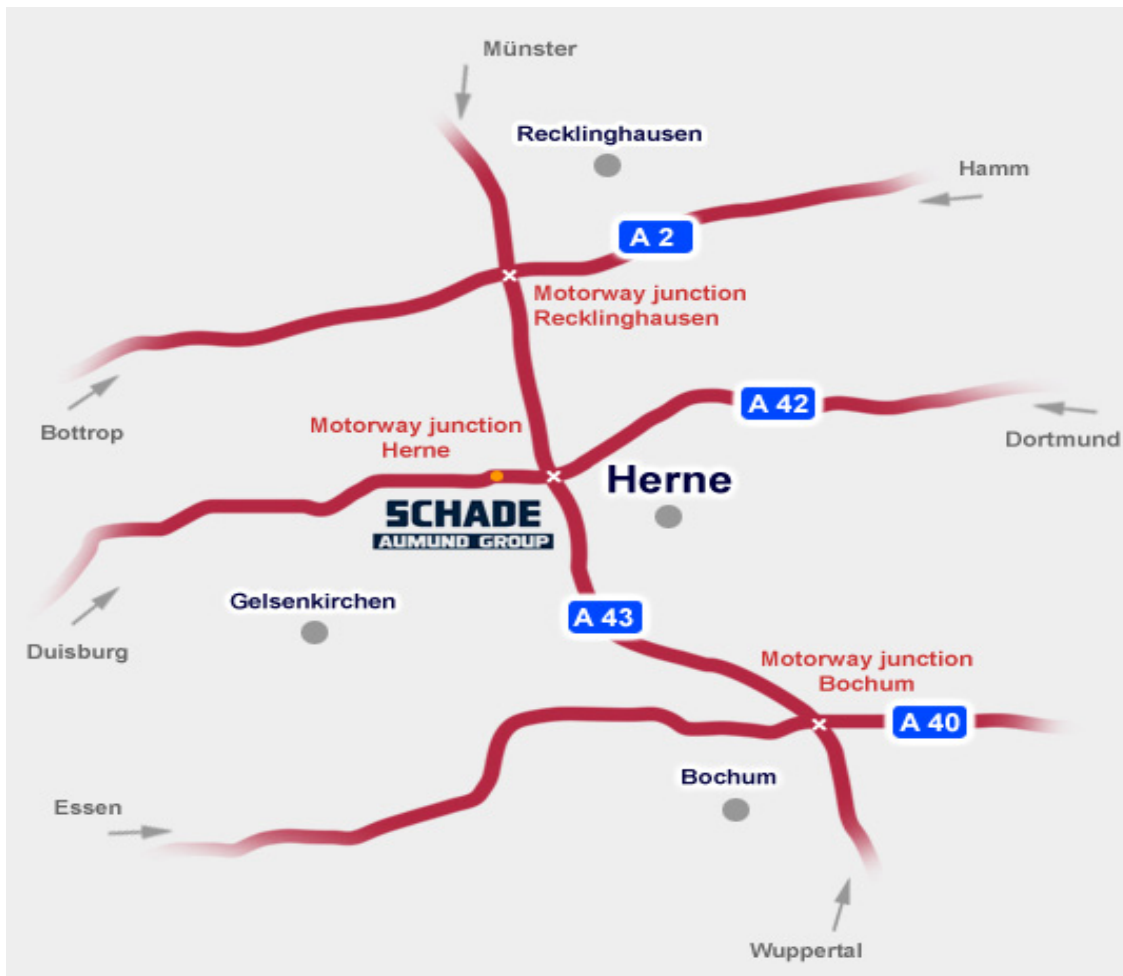 Münster
Recklinghausen
Hamm
A 2
Motorway junction
Recklinghausen
A 42
Bottrop
Motorway junction
Herne
Dortmund
Herne
SCHADE
AUMUND GROUP
Gelsenkirchen
A 43
Duisburg
Motorway junction
Bochum
A 40
Bochum
Essen
Wuppertal